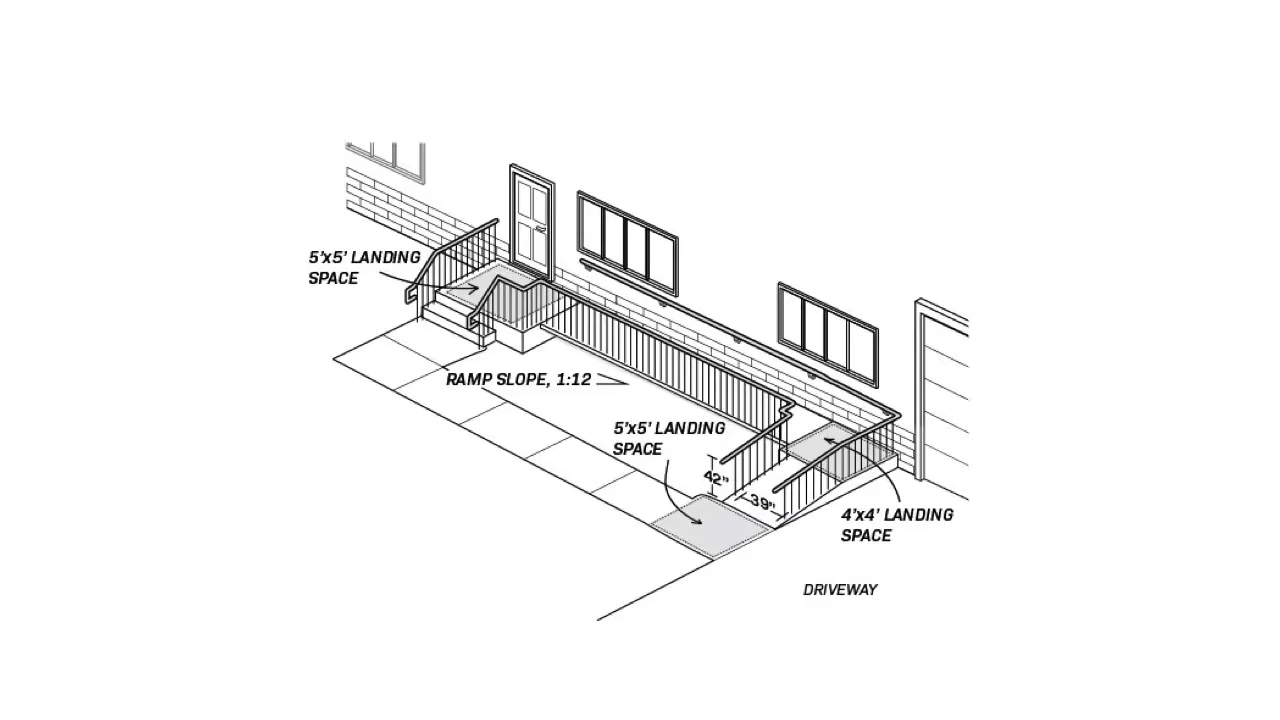 5'x5' LANDING
SPACE
RAMP SLOPE, 1:12
5'x5' LANDING
SPACE
42"
39"
4'x4' LANDING
SPACE
DRIVEWAY